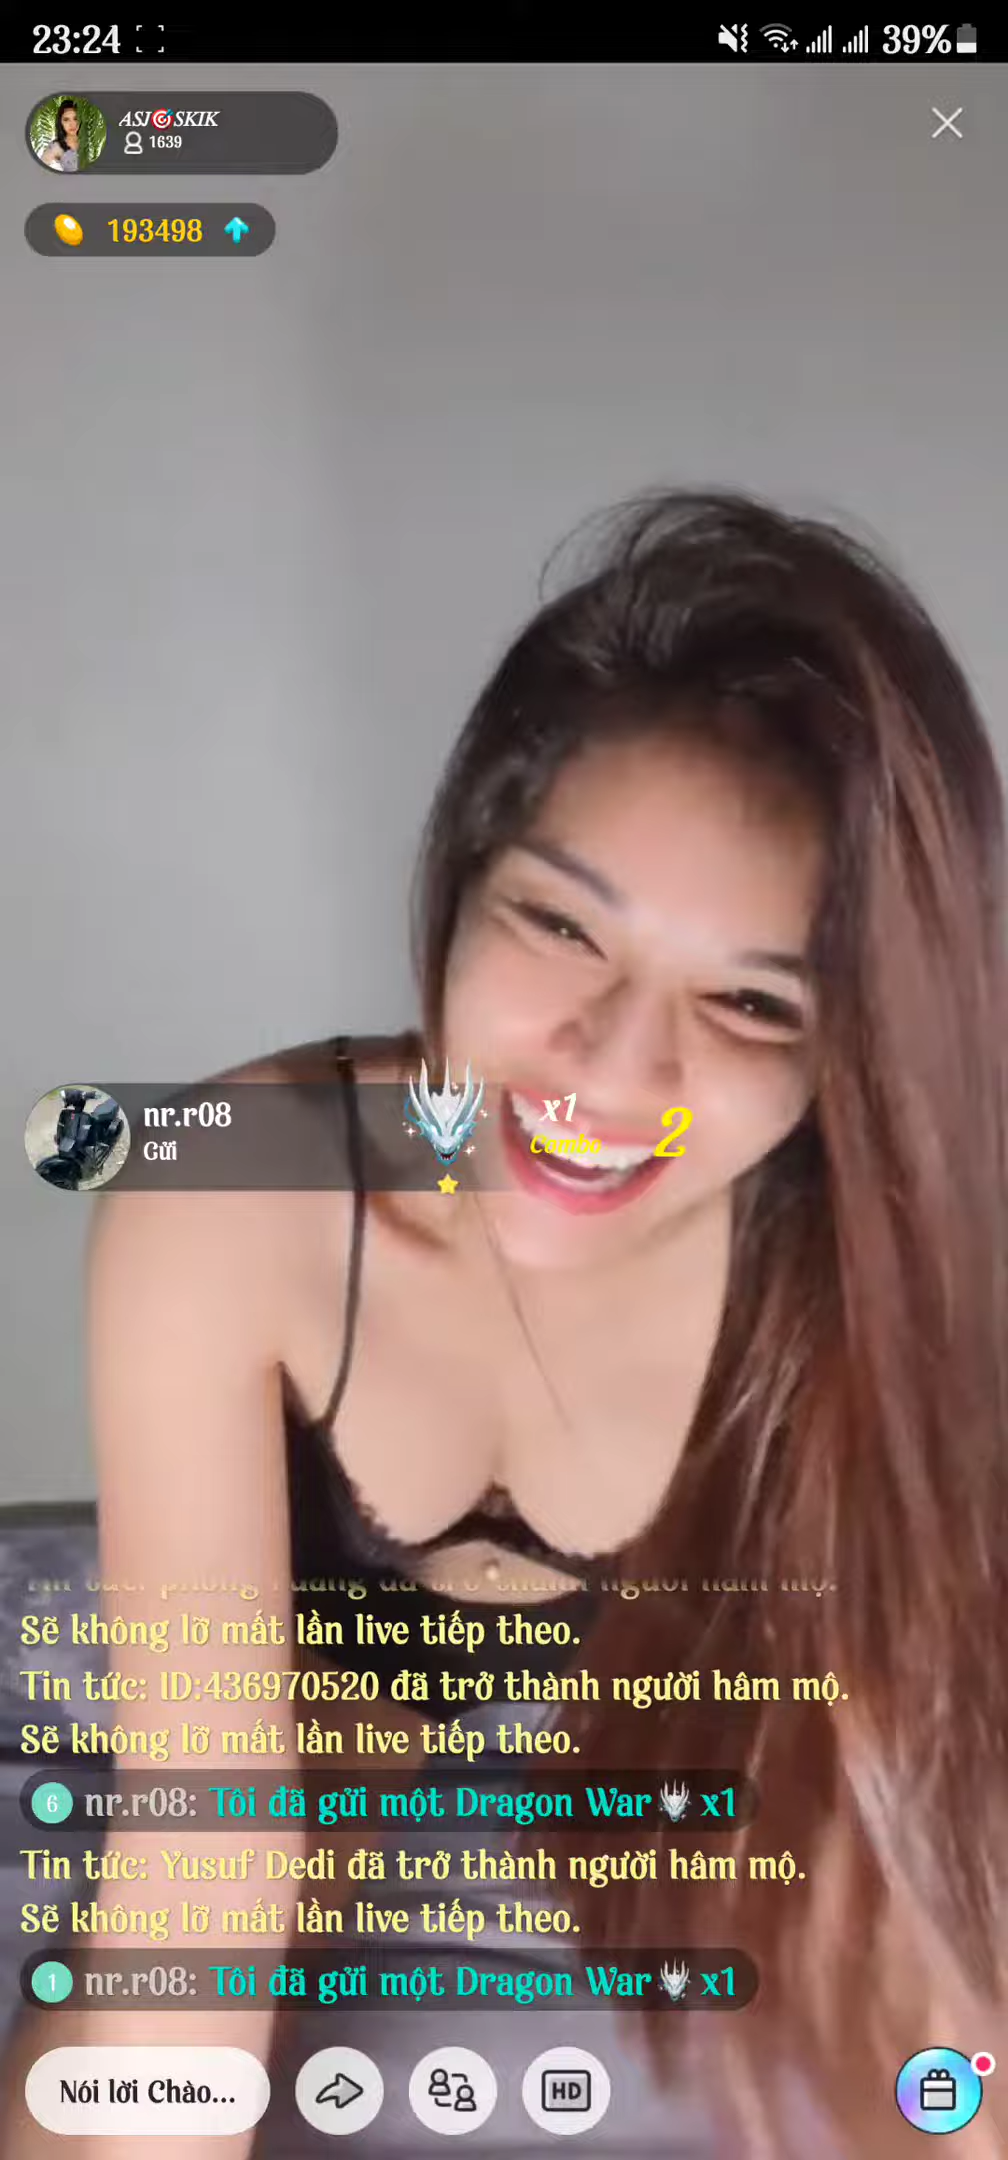 23:24
39%
ASJ🎯SKIK
1639
193498
nr.r08
Gửi
x1
Combo 2
Sẽ không lỡ mất lần live tiếp theo.
Tin tức: ID:436970520 đã trở thành người hâm mộ.
Sẽ không lỡ mất lần live tiếp theo.
6 nr.r08: Tôi đã gửi một Dragon War x1
Tin tức: Yusuf Dedi đã trở thành người hâm mộ.
Sẽ không lỡ mất lần live tiếp theo.
1 nr.r08: Tôi đã gửi một Dragon War x1
Nói lời Chào...
HD